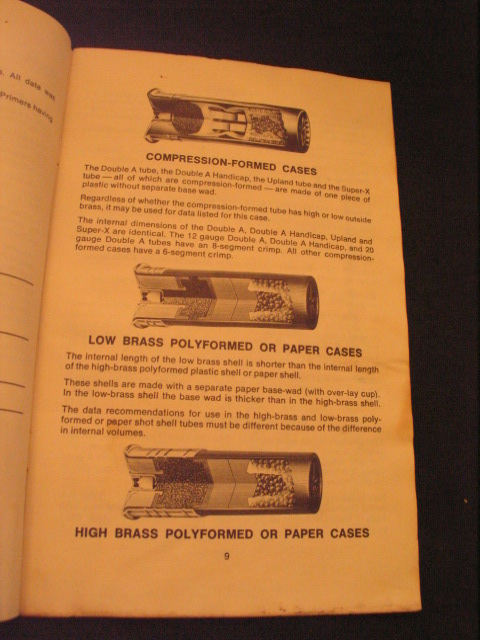 s. All data was
Primers having
COMPRESSION-FORMED CASES
The Double A tube, the Double A Handicap, the Upland tube and the Super-X
tube — all of which are compression-formed — are made of one piece of
plastic without separate base wad.
Regardless of whether the compression-formed tube has high or low outside
brass, it may be used for data listed for this case.
The internal dimensions of the Double A, Double A Handicap, Upland and
Super-X are identical. The 12 gauge Double A, Double A Handicap, and 20
gauge Double A tubes have an 8-segment crimp. All other compression-
formed cases have a 6-segment crimp.
LOW BRASS POLYFORMED OR PAPER CASES
The internal length of the low brass shell is shorter than the internal length
of the high-brass polyformed plastic shell or paper shell.
These shells are made with a separate paper base-wad (with over-lay cup).
In the low-brass shell the base wad is thicker than in the high-brass shell.
The data recommendations for use in the high-brass and low-brass poly-
formed or paper shot shell tubes must be different because of the difference
in internal volumes.
HIGH BRASS POLYFORMED OR PAPER CASES
9